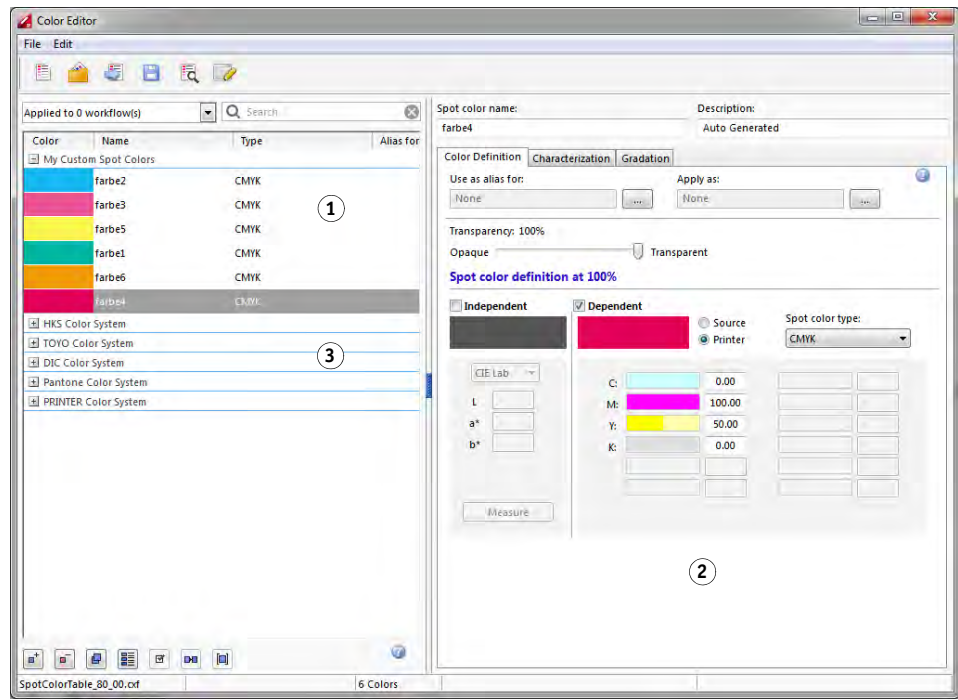 Color Editor
File Edit
Applied to 0 workflow(s)
Search
Color Name Type Alias for
My Custom Spot Colors
farbe2 CMYK
farbe3 CMYK
farbe5 CMYK
farbe1 CMYK
farbe6 CMYK
farbe4 CMYK
HKS Color System
TOYO Color System
DIC Color System
Pantone Color System
PRINTER Color System
1
3
SpotColorTable_80_00.cxf
6 Colors
Spot color name: Description:
farbe4 Auto Generated
Color Definition Characterization Gradation
Use as alias for: Apply as:
None ... None ...
Transparency: 100%
Opaque Transparent
Spot color definition at 100%
Independent Dependent
Source
Printer
Spot color type:
CMYK
CIE Lab
L
a*
b*
Measure
C: 0.00
M: 100.00
Y: 50.00
K: 0.00
2